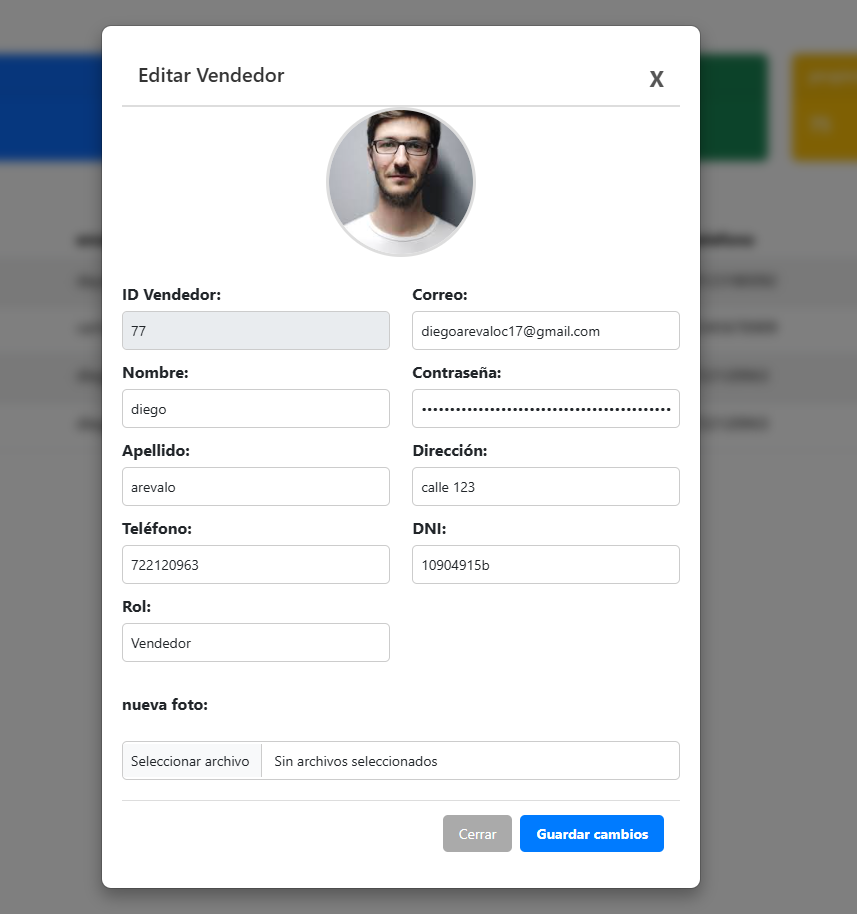 Editar Vendedor
X
ID Vendedor:
Correo:
77
diegoarevaloc17@gmail.com
Nombre:
Contraseña:
diego
Apellido:
Dirección:
arevalo
calle 123
Teléfono:
DNI:
722120963
10904915b
Rol:
Vendedor
nueva foto:
Seleccionar archivo
Sin archivos seleccionados
Cerrar
Guardar cambios